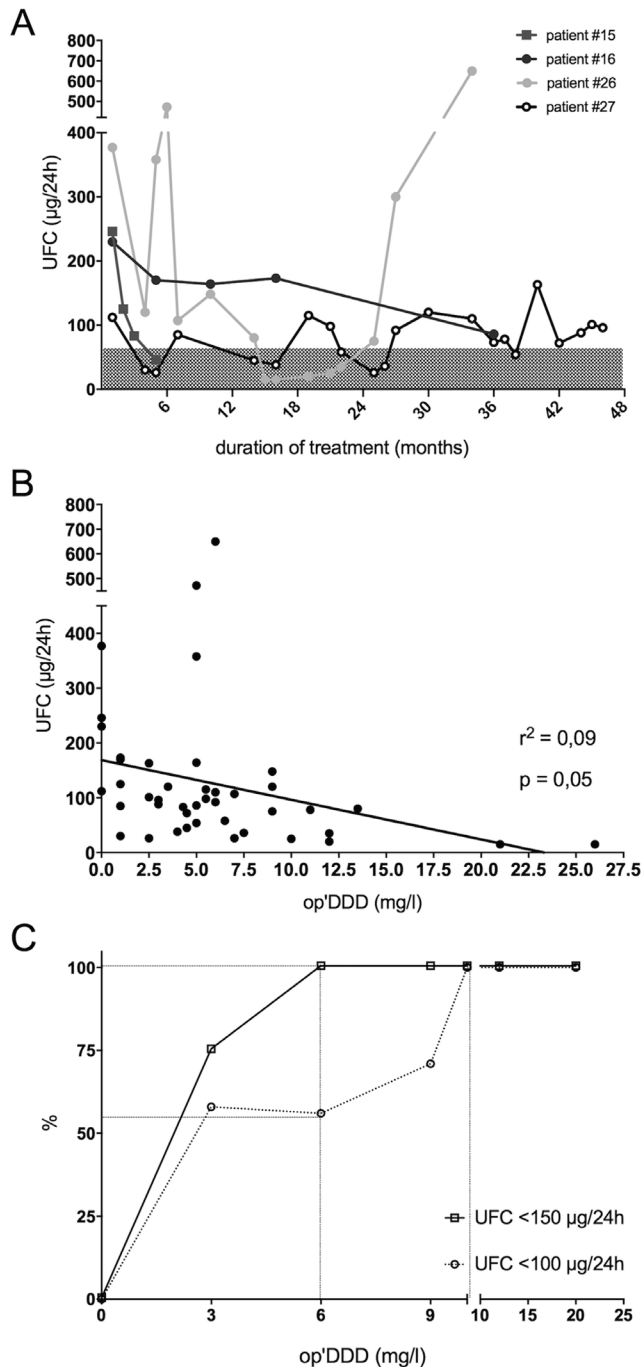 A
800
700
600
500
400
300
200
100
0
UFC (µg/24h)
patient #15
patient #16
patient #26
patient #27
6 12 18 24 30 36 42 48
duration of treatment (months)
B
800
700
600
500
400
300
200
100
0
UFC (µg/24h)
r² = 0,09
p = 0,05
0.0 2.5 5.0 7.5 10.0 12.5 15.0 17.5 20.0 22.5 25.0 27.5
op'DDD (mg/l)
C
100
75
50
25
0
%
UFC <150 µg/24h
UFC <100 µg/24h
0 3 6 9 10 15 20 25
op'DDD (mg/l)